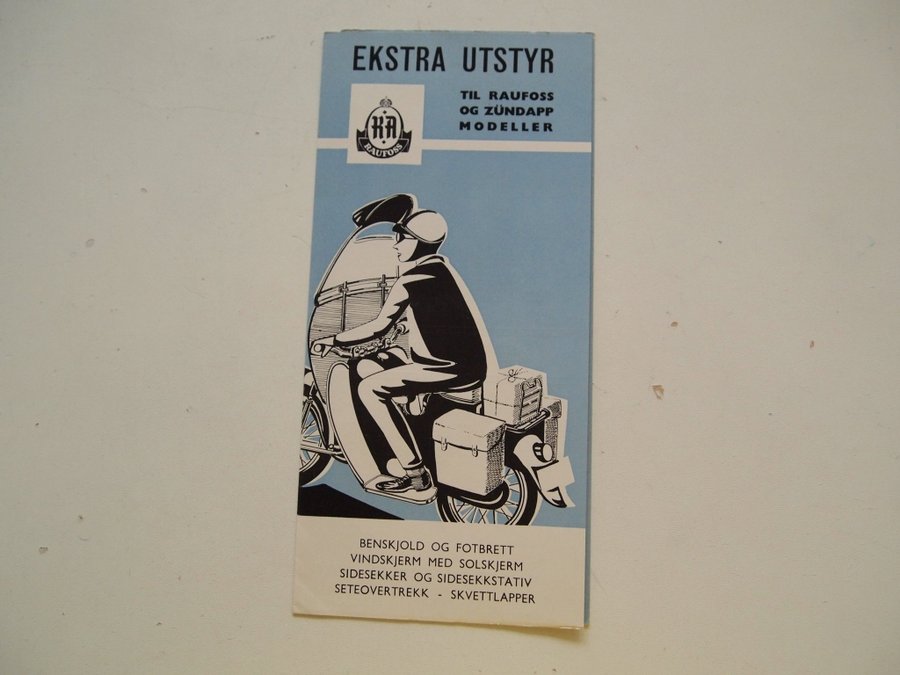 EKSTRA UTSTYR
TIL RAUFOSS
OG ZÜNDAPP
MODELLER
RA
RAUFOSS
BENSKJOLD OG FOTBRETT
VINDSKJERM MED SOLSKJERM
SIDESEKKER OG SIDESEKKSTATIV
SETEOVERTREKK - SKVETTLAPPER